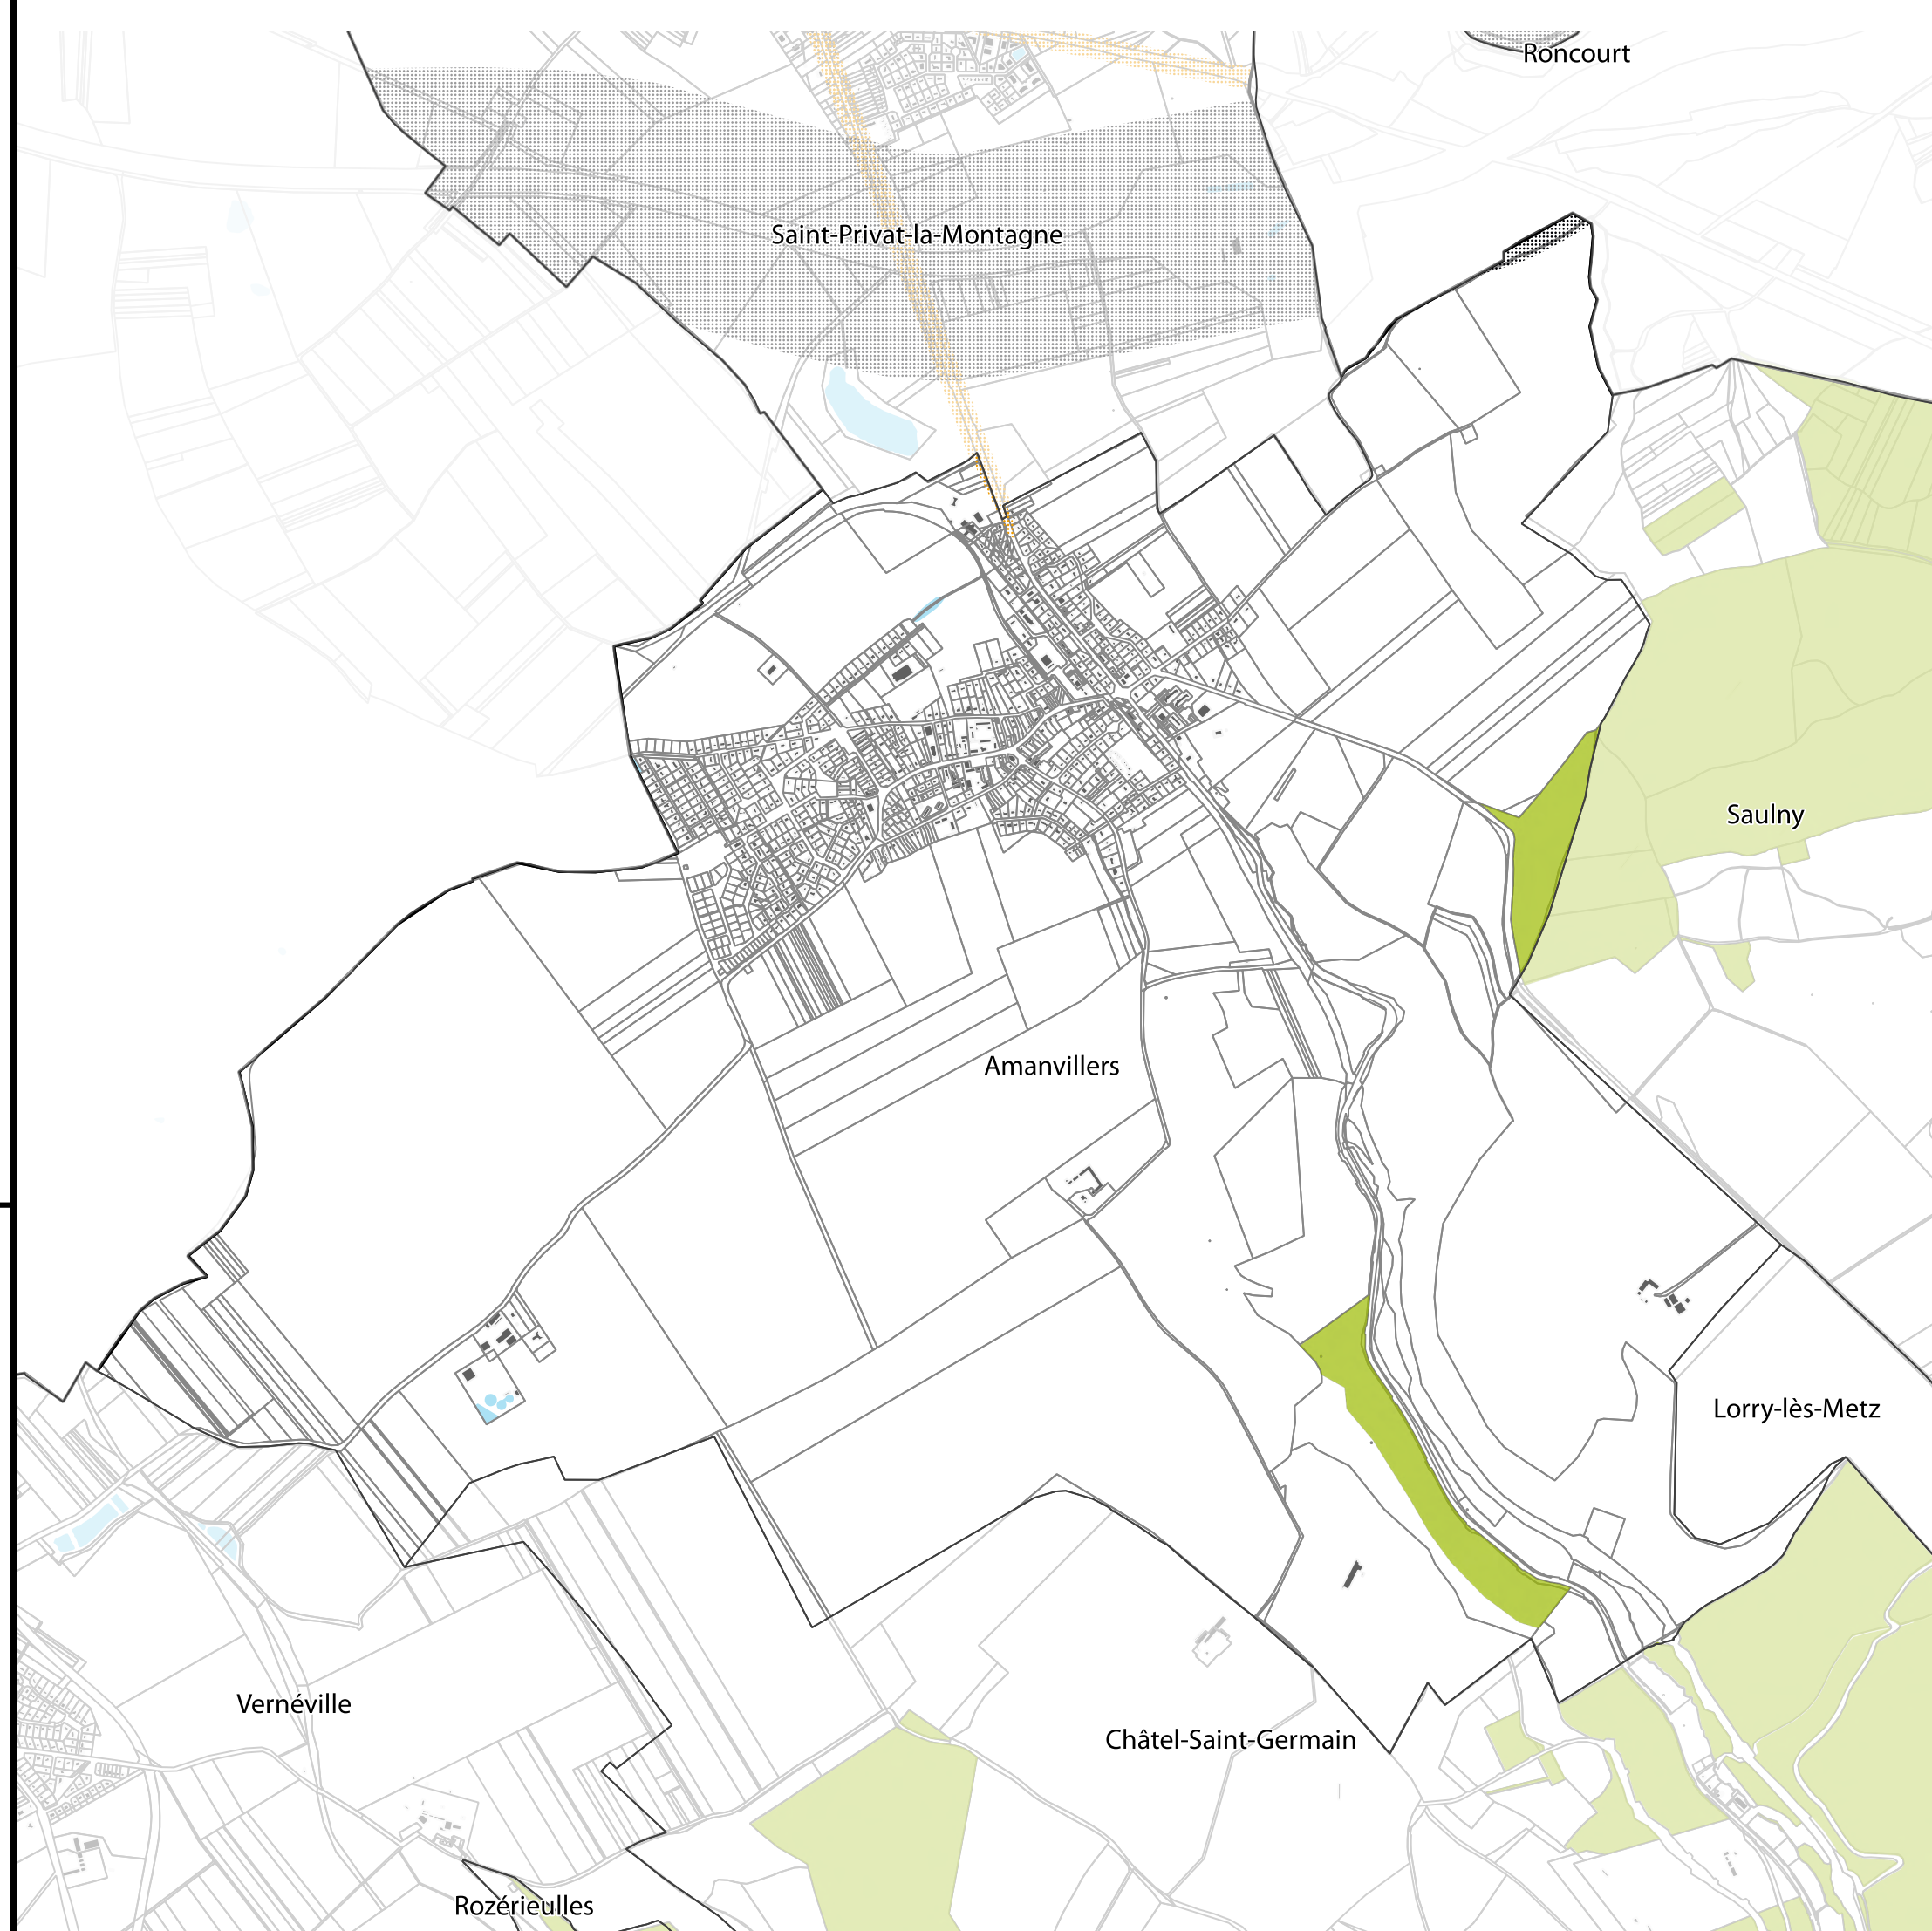 Roncourt
Saint-Privat-la-Montagne
Saulny
Amanvillers
Lorry-lès-Metz
Vernéville
Châtel-Saint-Germain
Rozérieulles